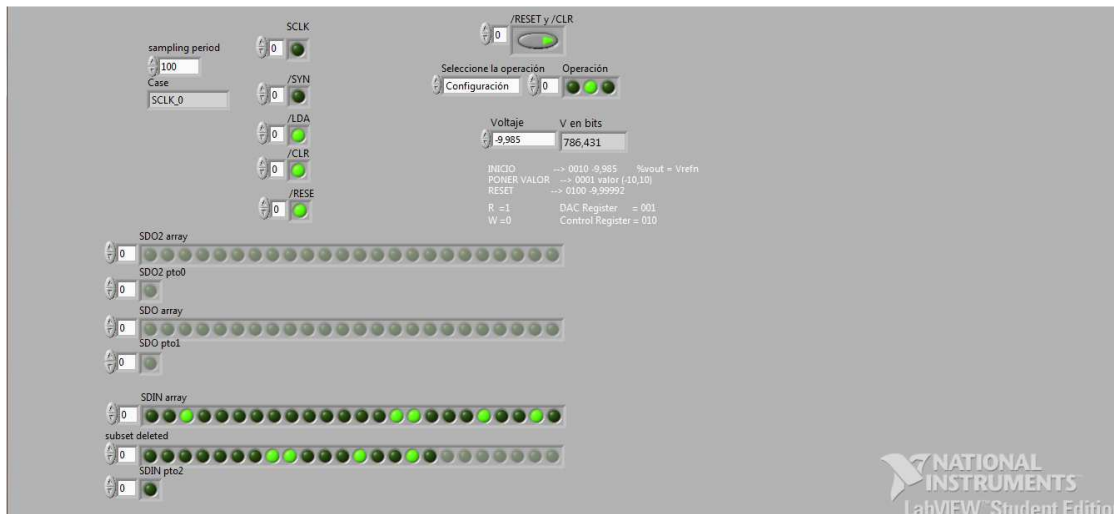 SCLK
0
/RESET y /CLR
0
sampling period
100
Case
SCLK_0
/SYN
0
Seleccione la operación
Configuración
Operación
0
/LDA
0
Voltaje
-9,985
V en bits
786,431
/CLR
0
/RESE
0
INICIO --> 0010 -9,985 %vout = Vrefn
PONER VALOR --> 0001 valor (-10,10)
RESET --> 0100 -9,99992
R =1 DAC Register = 001
W =0 Control Register = 010
SDO2 array
0
SDO2 pto0
0
SDO array
0
SDO pto1
0
SDIN array
0
subset deleted
0
SDIN pto2
0
NATIONAL
INSTRUMENTS
LabVIEW™ Student Editio